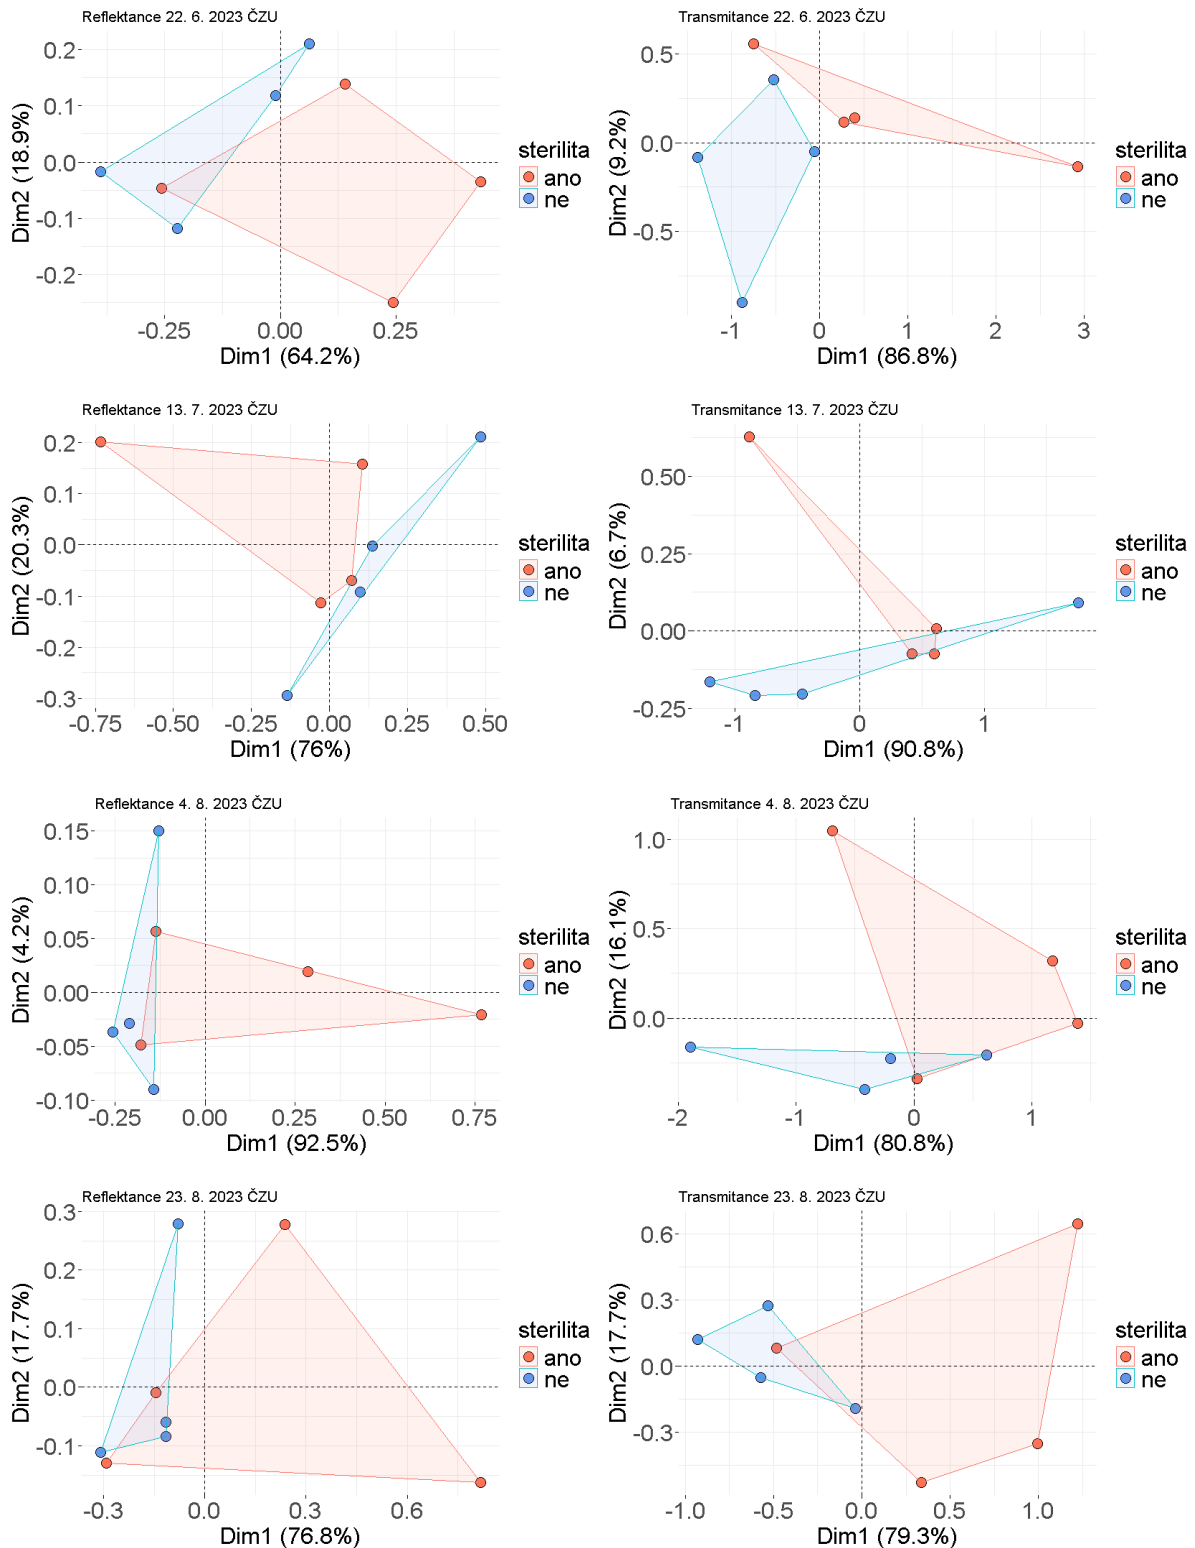 Reflektance 22. 6. 2023 ČZU
0.2
0.1
0.0
-0.1
-0.2
Dim2 (18.9%)
-0.25
0.00
0.25
Dim1 (64.2%)
sterilita
ano
ne
Transmitance 22. 6. 2023 ČZU
0.5
0.0
-0.5
Dim2 (9.2%)
-1
0
1
2
3
Dim1 (86.8%)
sterilita
ano
ne
Reflektance 13. 7. 2023 ČZU
0.2
0.1
0.0
-0.1
-0.2
-0.3
Dim2 (20.3%)
-0.75
-0.50
-0.25
0.00
0.25
0.50
Dim1 (76%)
sterilita
ano
ne
Transmitance 13. 7. 2023 ČZU
0.50
0.25
0.00
-0.25
Dim2 (6.7%)
-1
0
1
Dim1 (90.8%)
sterilita
ano
ne
Reflektance 4. 8. 2023 ČZU
0.15
0.10
0.05
0.00
-0.05
-0.10
Dim2 (4.2%)
-0.25
0.00
0.25
0.50
0.75
Dim1 (92.5%)
sterilita
ano
ne
Transmitance 4. 8. 2023 ČZU
1.0
0.5
0.0
Dim2 (16.1%)
-2
-1
0
1
Dim1 (80.8%)
sterilita
ano
ne
Reflektance 23. 8. 2023 ČZU
0.3
0.2
0.1
0.0
-0.1
Dim2 (17.7%)
-0.3
0.0
0.3
0.6
Dim1 (76.8%)
sterilita
ano
ne
Transmitance 23. 8. 2023 ČZU
0.6
0.3
0.0
-0.3
Dim2 (17.7%)
-1.0
-0.5
0.0
0.5
1.0
Dim1 (79.3%)
sterilita
ano
ne